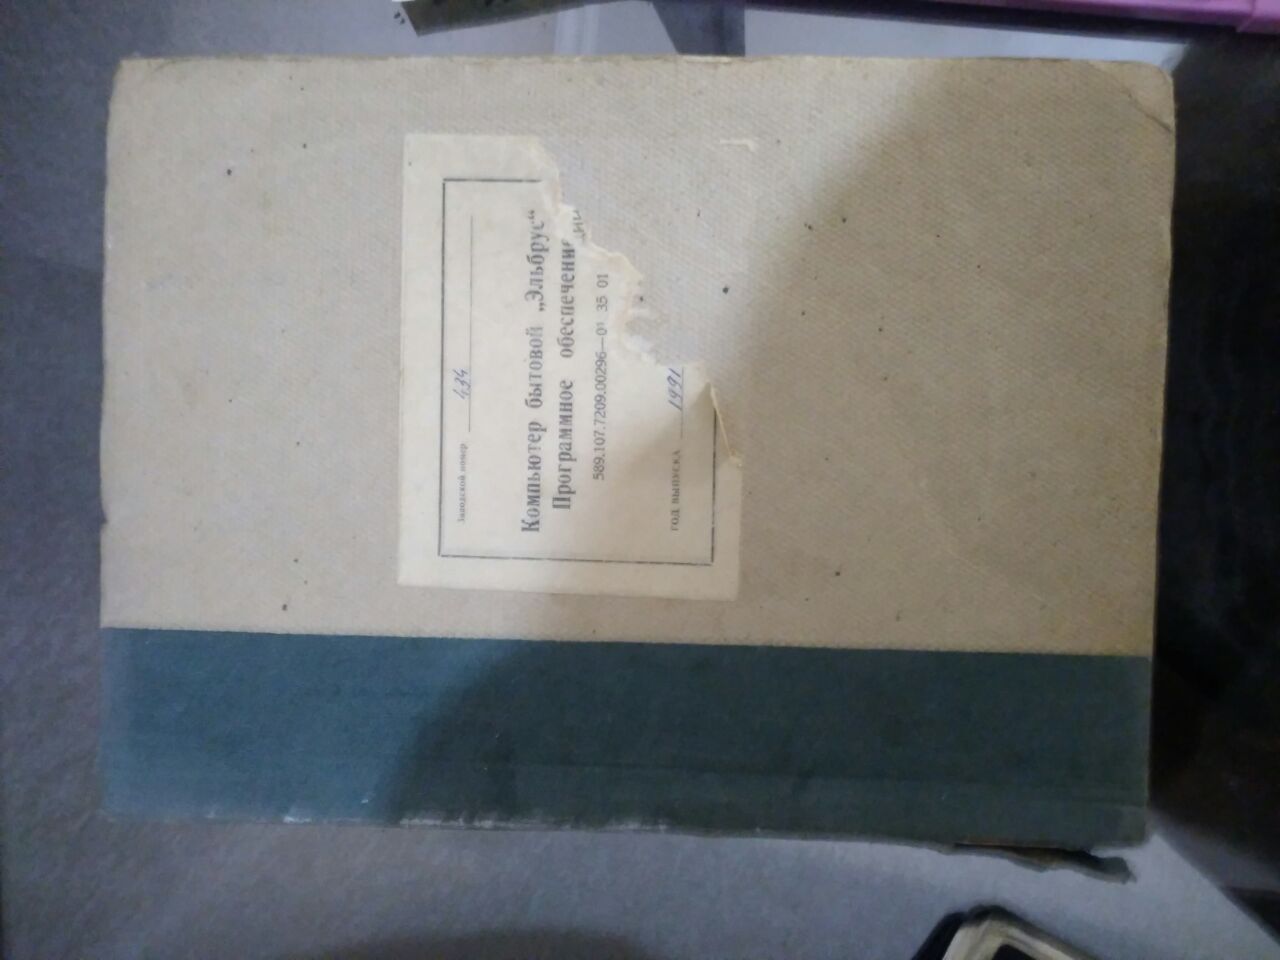 Заводской номер 434
Компьютер бытовой „Эльбрус“
Программное обеспечение
589.107.7209.00296—01 35 01
ГОД ВЫПУСКА 1991